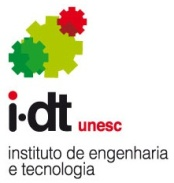 i·dt unesc
instituto de engenharia
e tecnologia